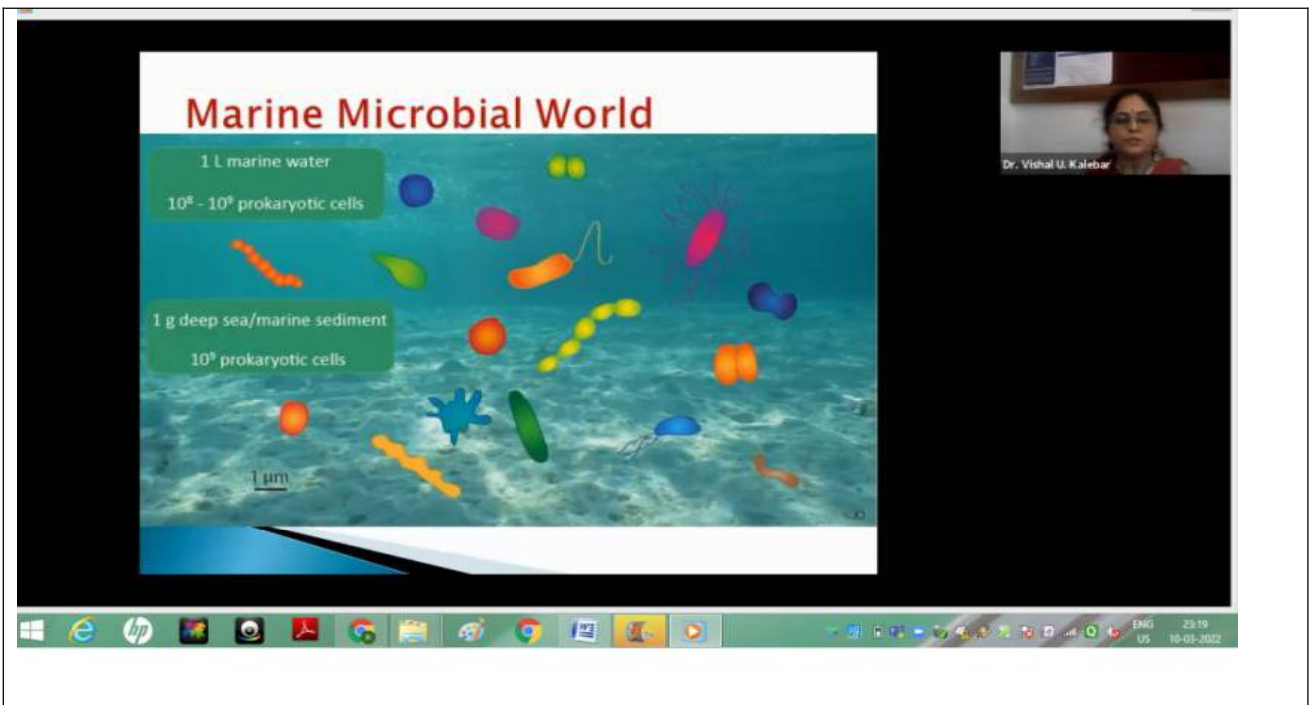 Marine Microbial World
1 L marine water
10⁸ - 10⁹ prokaryotic cells
1 g deep sea/marine sediment
10⁹ prokaryotic cells
1 µm
Dr. Vishal U. Kalebar
hp
ENG
US
23:19
10-03-2022